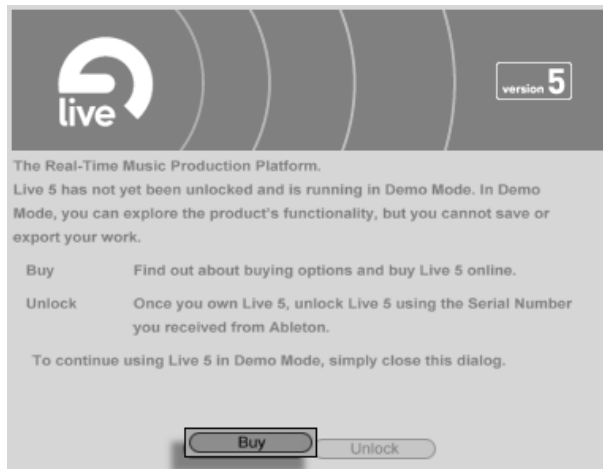 live
version 5
The Real-Time Music Production Platform.
Live 5 has not yet been unlocked and is running in Demo Mode. In Demo
Mode, you can explore the product's functionality, but you cannot save or
export your work.
Buy Find out about buying options and buy Live 5 online.
Unlock Once you own Live 5, unlock Live 5 using the Serial Number
you received from Ableton.
To continue using Live 5 in Demo Mode, simply close this dialog.
Buy Unlock